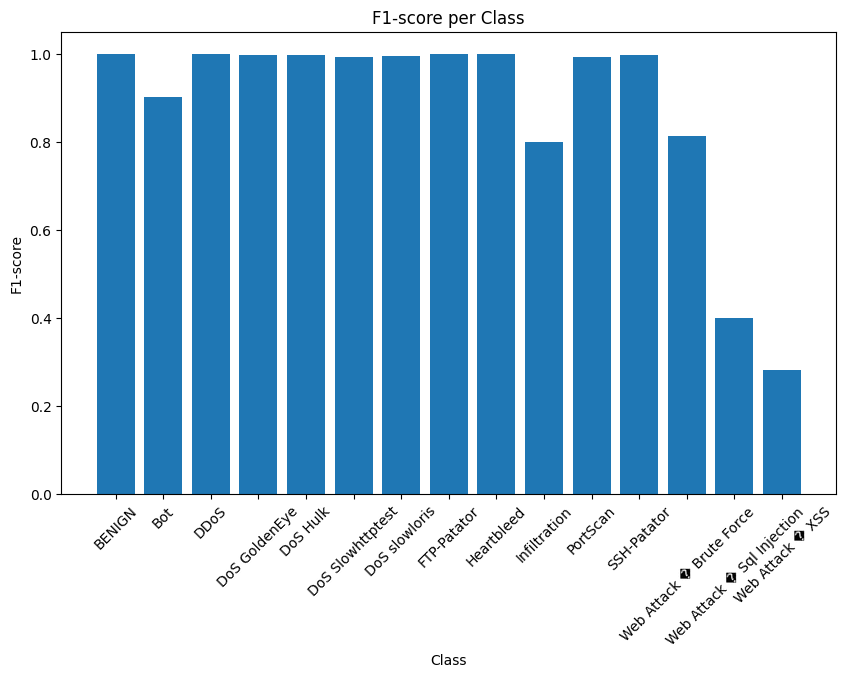 F1-score per Class
F1-score
1.0
0.8
0.6
0.4
0.2
0.0
BENIGN
Bot
DDoS
DoS GoldenEye
DoS Hulk
DoS Slowhttptest
DoS slowloris
FTP-Patator
Heartbleed
Infiltration
PortScan
SSH-Patator
Web Attack � Brute Force
Web Attack � Sql Injection
Web Attack � XSS
Class